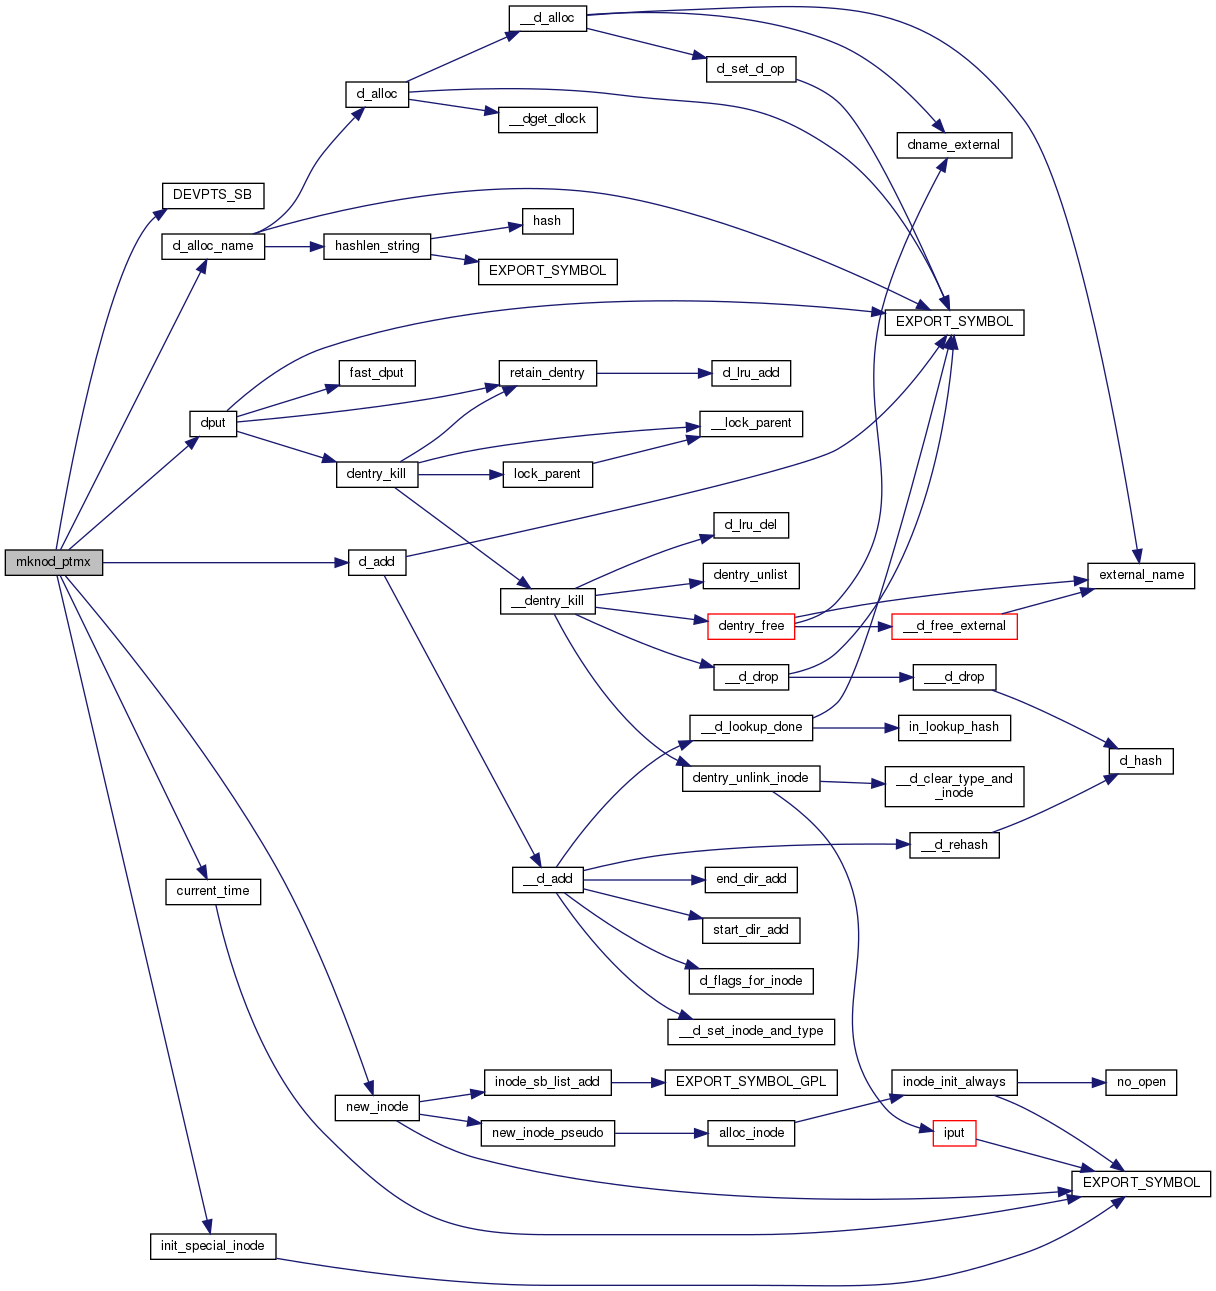 __d_alloc
d_set_d_op
d_alloc
__dget_dlock
dname_external
DEVPTS_SB
hash
d_alloc_name
hashlen_string
EXPORT_SYMBOL
EXPORT_SYMBOL
fast_dput
retain_dentry
d_lru_add
dput
__lock_parent
dentry_kill
lock_parent
d_lru_del
mknod_ptmx
d_add
dentry_unlist
external_name
__dentry_kill
dentry_free
__d_free_external
__d_drop
___d_drop
__d_lookup_done
in_lookup_hash
d_hash
dentry_unlink_inode
__d_clear_type_and
_inode
__d_rehash
current_time
__d_add
end_dir_add
start_dir_add
d_flags_for_inode
__d_set_inode_and_type
inode_sb_list_add
EXPORT_SYMBOL_GPL
inode_init_always
no_open
new_inode
new_inode_pseudo
alloc_inode
iput
EXPORT_SYMBOL
init_special_inode